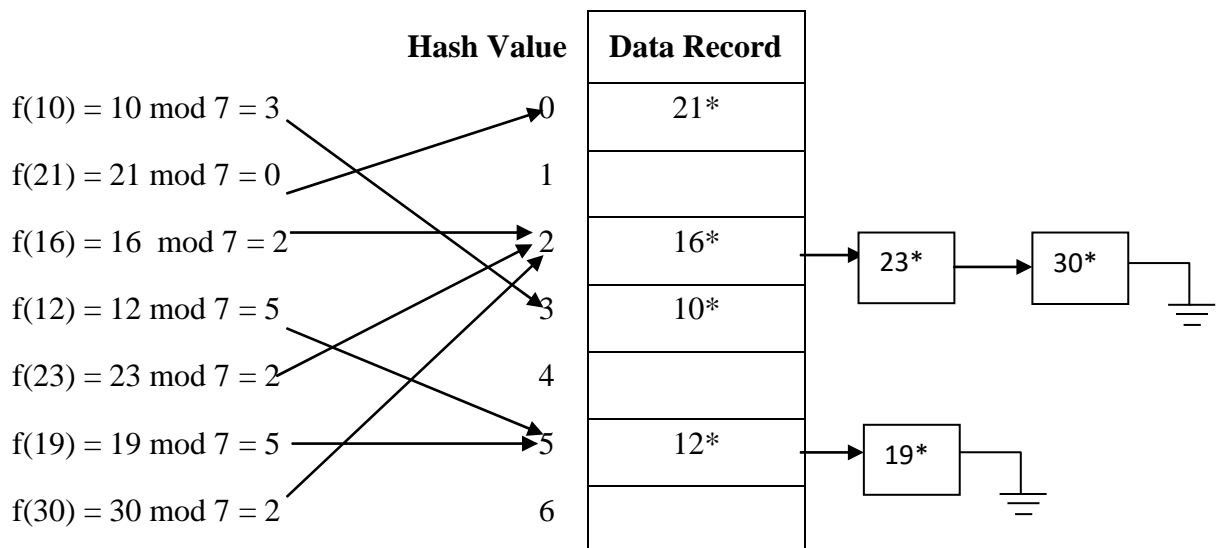 Hash Value Data Record
f(10) = 10 mod 7 = 3 0 21*
f(21) = 21 mod 7 = 0 1
f(16) = 16 mod 7 = 2 2 16* 23* 30*
f(12) = 12 mod 7 = 5 3 10*
f(23) = 23 mod 7 = 2 4
f(19) = 19 mod 7 = 5 5 12* 19*
f(30) = 30 mod 7 = 2 6